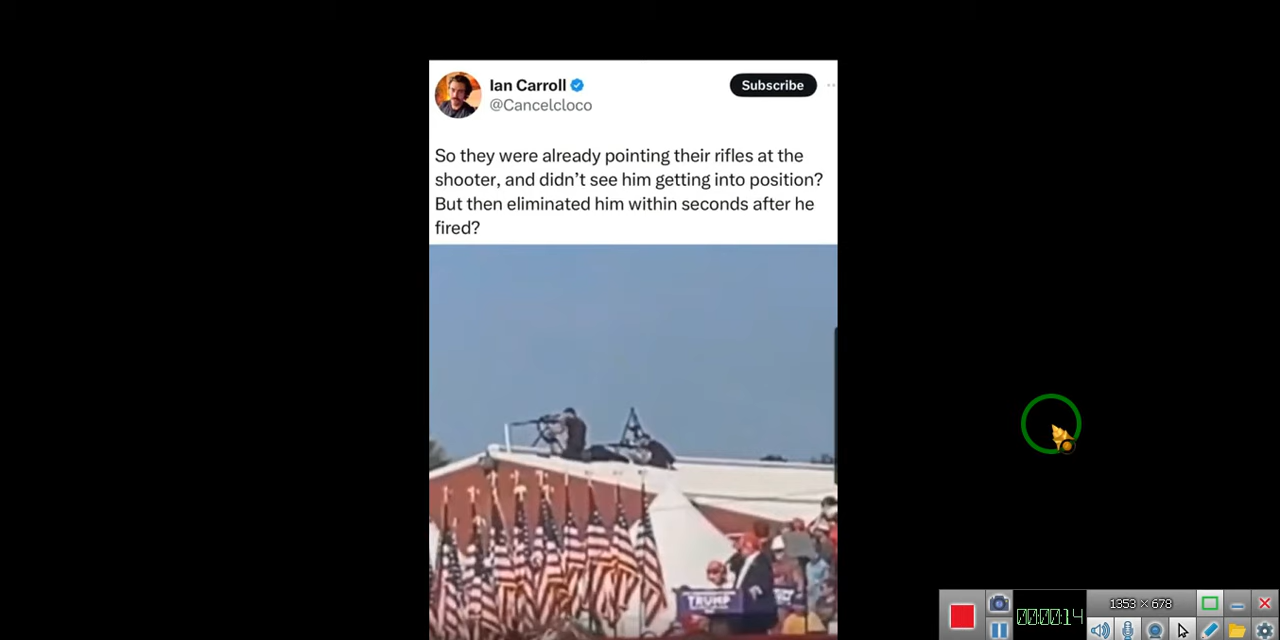 Ian Carroll
Subscribe
@Cancelcloco
So they were already pointing their rifles at the
shooter, and didn't see him getting into position?
But then eliminated him within seconds after he
fired?
TRUMP
1353 × 678
000014